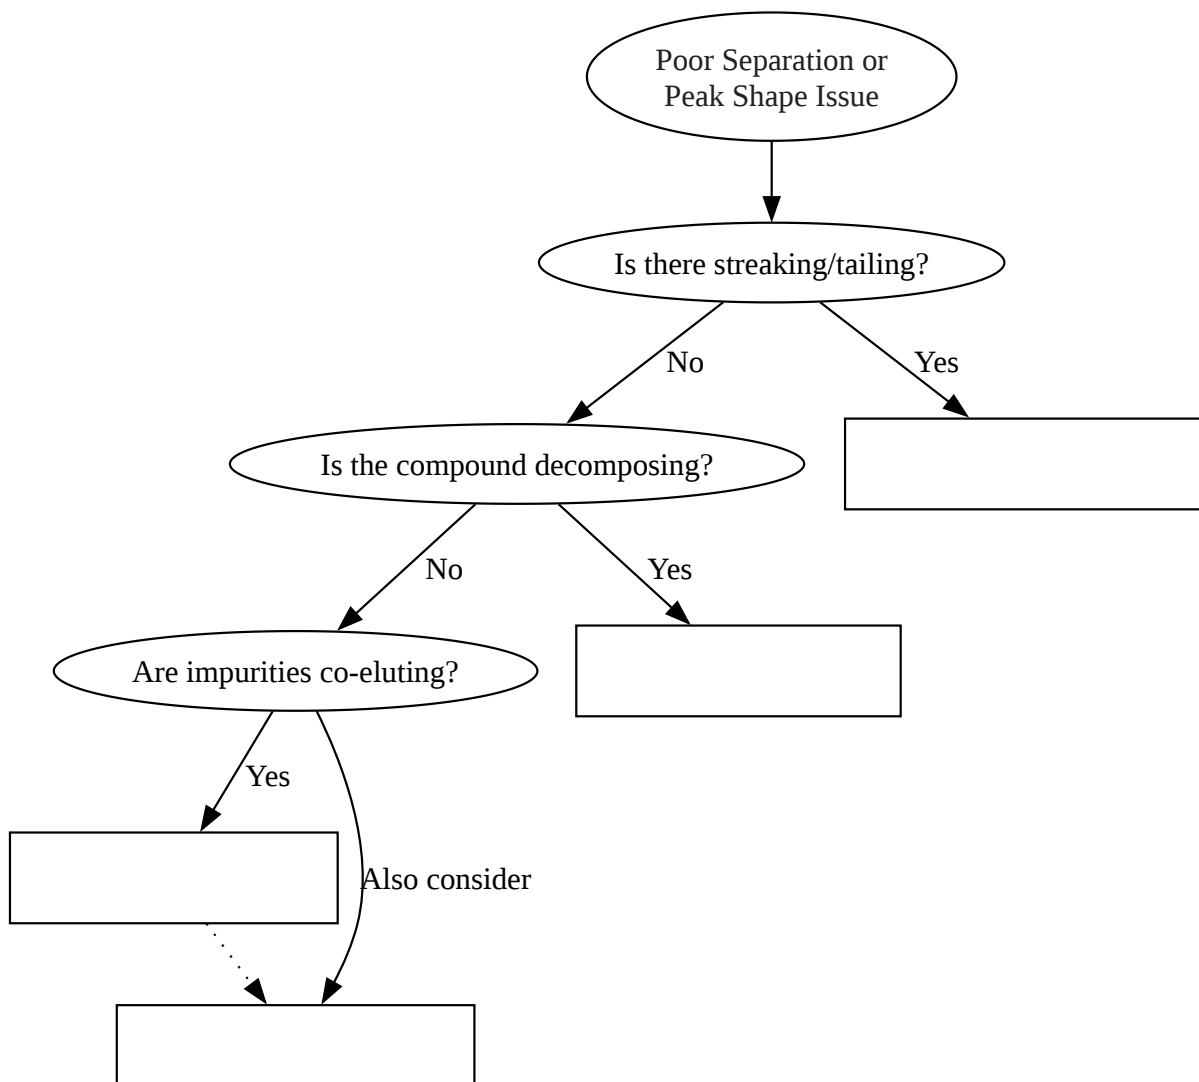 Poor Separation or
Peak Shape Issue
Is there streaking/tailing?
No
Yes
Is the compound decomposing?
No
Yes
Are impurities co-eluting?
Yes
Also consider